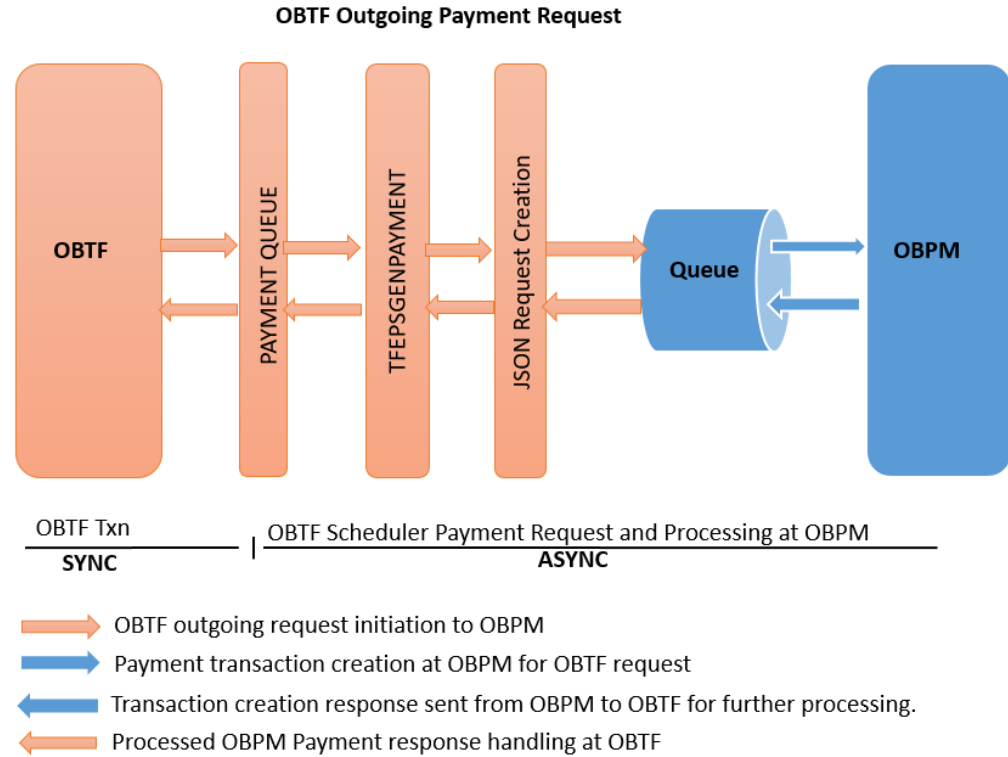 OBTF Outgoing Payment Request
OBTF
PAYMENT QUEUE
TFEPSGENPAYMENT
JSON Request Creation
Queue
OBPM
OBTF Txn
SYNC
OBTF Scheduler Payment Request and Processing at OBPM
ASYNC
OBTF outgoing request initiation to OBPM
Payment transaction creation at OBPM for OBTF request
Transaction creation response sent from OBPM to OBTF for further processing.
Processed OBPM Payment response handling at OBTF